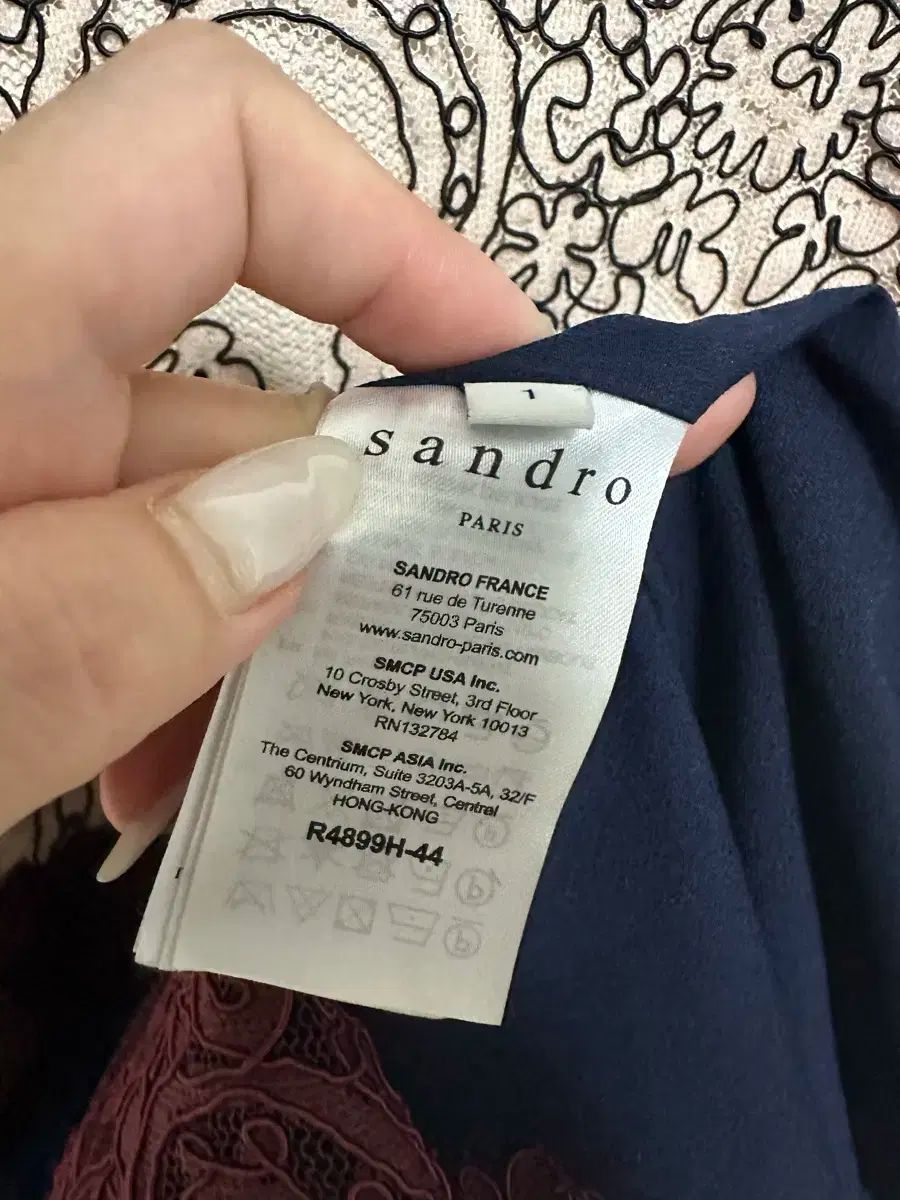 1
sandro
PARIS
SANDRO FRANCE
61 rue de Turenne
75003 Paris
www.sandro-paris.com
SMCP USA Inc.
10 Crosby Street, 3rd Floor
New York, New York 10013
RN132784
SMCP ASIA Inc.
The Centrium, Suite 3203A-5A, 32/F
60 Wyndham Street, Central
HONG-KONG
R4899H-44